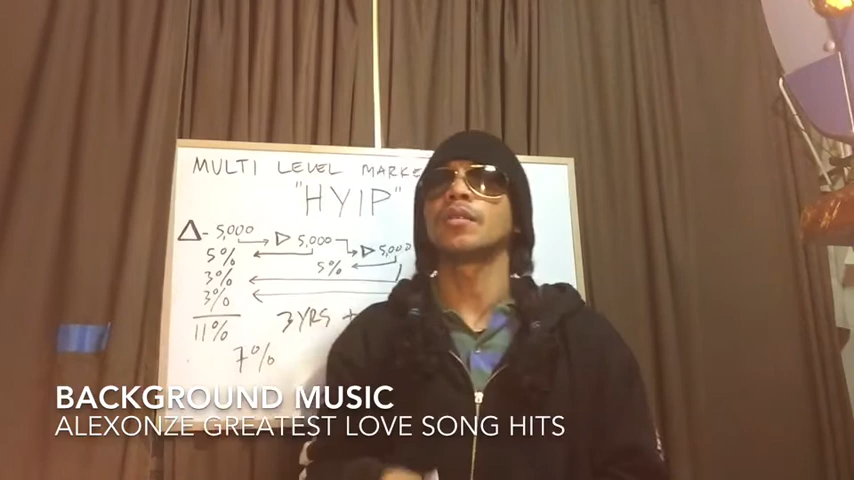 MULTI LEVEL MARKE
"HYIP"
△- 5,000 → ▷ 5,000 → ▷ 5,000
5% 5%
3%
3%
11% 3YRS +
7%
BACKGROUND MUSIC
ALEXONZE GREATEST LOVE SONG HITS